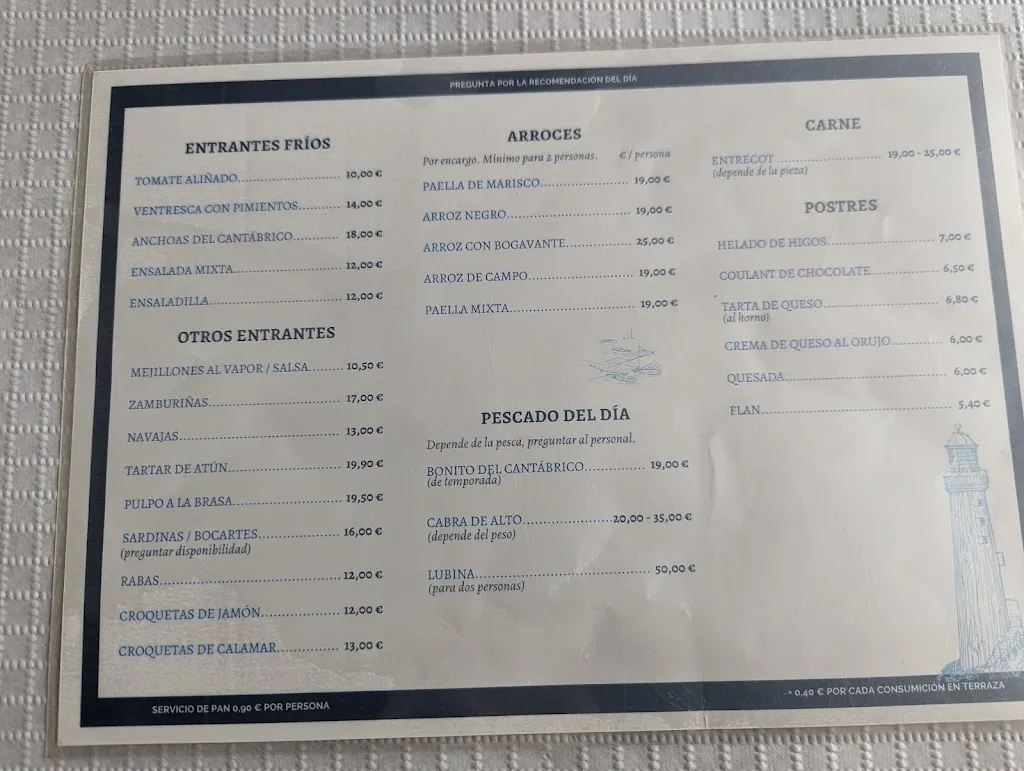 PREGUNTA POR LA RECOMENDACIÓN DEL DÍA
ENTRANTES FRÍOS
TOMATE ALIÑADO 10,00 €
VENTRESCA CON PIMIENTOS 14,00 €
ANCHOAS DEL CANTÁBRICO 18,00 €
ENSALADA MIXTA 12,00 €
ENSALADILLA 12,00 €
OTROS ENTRANTES
MEJILLONES AL VAPOR / SALSA 10,50 €
ZAMBURIÑAS 17,00 €
NAVAJAS 13,00 €
TARTAR DE ATÚN 19,90 €
PULPO A LA BRASA 19,50 €
SARDINAS / BOCARTES 16,00 €
(preguntar disponibilidad)
RABAS 12,00 €
CROQUETAS DE JAMÓN 12,00 €
CROQUETAS DE CALAMAR 13,00 €
ARROCES
Por encargo. Mínimo para 2 personas. € / persona
PAELLA DE MARISCO 19,00 €
ARROZ NEGRO 19,00 €
ARROZ CON BOGAVANTE 25,00 €
ARROZ DE CAMPO 19,00 €
PAELLA MIXTA 19,00 €
PESCADO DEL DÍA
Depende de la pesca, preguntar al personal.
BONITO DEL CANTÁBRICO 19,00 €
(de temporada)
CABRA DE ALTO 20,00 - 35,00 €
(depende del peso)
LUBINA 50,00 €
(para dos personas)
CARNE
ENTRECOT 19,00 - 25,00 €
(depende de la pieza)
POSTRES
HELADO DE HIGOS 7,00 €
COULANT DE CHOCOLATE 6,50 €
TARTA DE QUESO 6,80 €
(al horno)
CREMA DE QUESO AL ORUJO 6,00 €
QUESADA 6,00 €
FLAN 5,40 €
SERVICIO DE PAN 0,90 € POR PERSONA
+ 0,40 € POR CADA CONSUMICIÓN EN TERRAZA